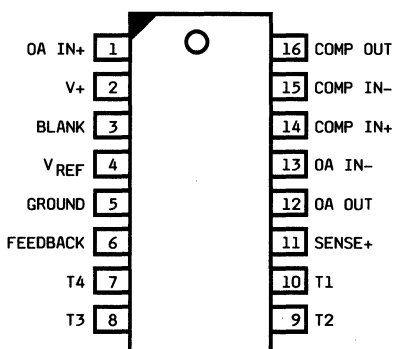 OA IN+ 1 16 COMP OUT
V+ 2 15 COMP IN-
BLANK 3 14 COMP IN+
VREF 4 13 OA IN-
GROUND 5 12 OA OUT
FEEDBACK 6 11 SENSE+
T4 7 10 T1
T3 8 9 T2